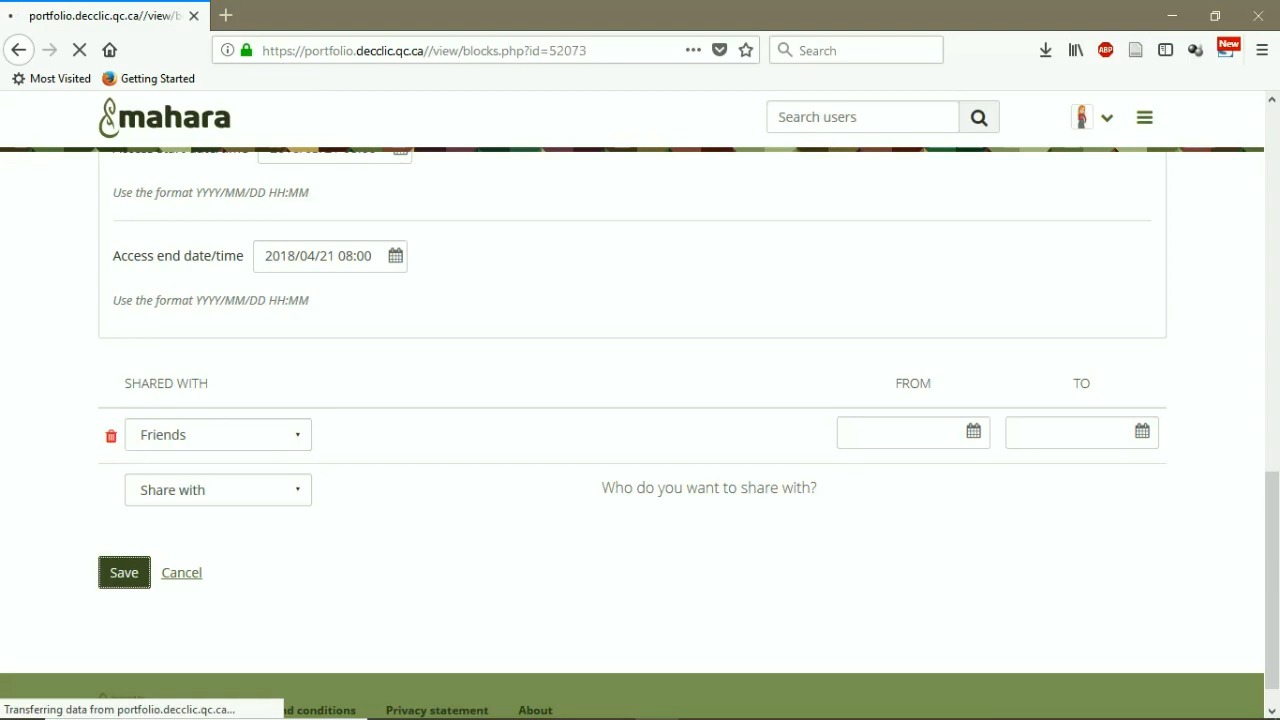 portfolio.decclic.qc.ca//view/b
https://portfolio.decclic.qc.ca//view/blocks.php?id=52073
Search
ABP
New
Most Visited
Getting Started
mahara
Search users
Use the format YYYY/MM/DD HH:MM
Access end date/time
2018/04/21 08:00
Use the format YYYY/MM/DD HH:MM
SHARED WITH
FROM
TO
Friends
Share with
Who do you want to share with?
Save
Cancel
Transferring data from portfolio.decclic.qc.ca...
nd conditions
Privacy statement
About